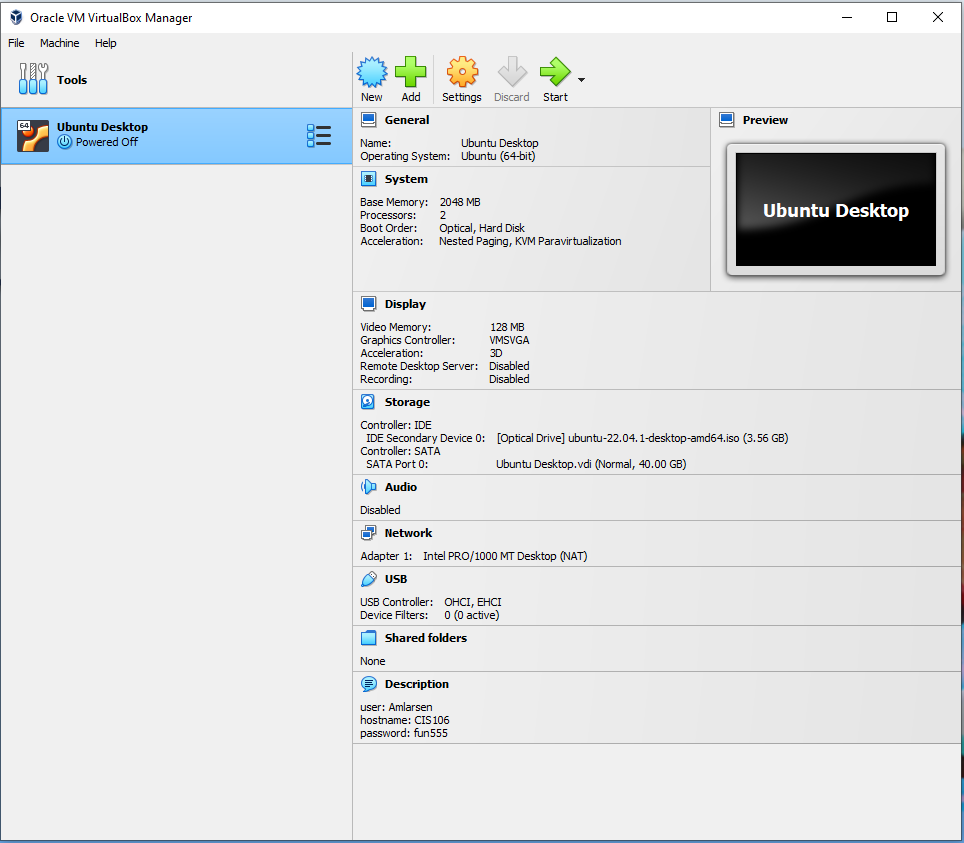 Oracle VM VirtualBox Manager
File Machine Help
Tools
New Add Settings Discard Start
64
Ubuntu Desktop
Powered Off
General
Name: Ubuntu Desktop
Operating System: Ubuntu (64-bit)
System
Base Memory: 2048 MB
Processors: 2
Boot Order: Optical, Hard Disk
Acceleration: Nested Paging, KVM Paravirtualization
Preview
Ubuntu Desktop
Display
Video Memory: 128 MB
Graphics Controller: VMSVGA
Acceleration: 3D
Remote Desktop Server: Disabled
Recording: Disabled
Storage
Controller: IDE
IDE Secondary Device 0: [Optical Drive] ubuntu-22.04.1-desktop-amd64.iso (3.56 GB)
Controller: SATA
SATA Port 0: Ubuntu Desktop.vdi (Normal, 40.00 GB)
Audio
Disabled
Network
Adapter 1: Intel PRO/1000 MT Desktop (NAT)
USB
USB Controller: OHCI, EHCI
Device Filters: 0 (0 active)
Shared folders
None
Description
user: Amlarsen
hostname: CIS106
password: fun555